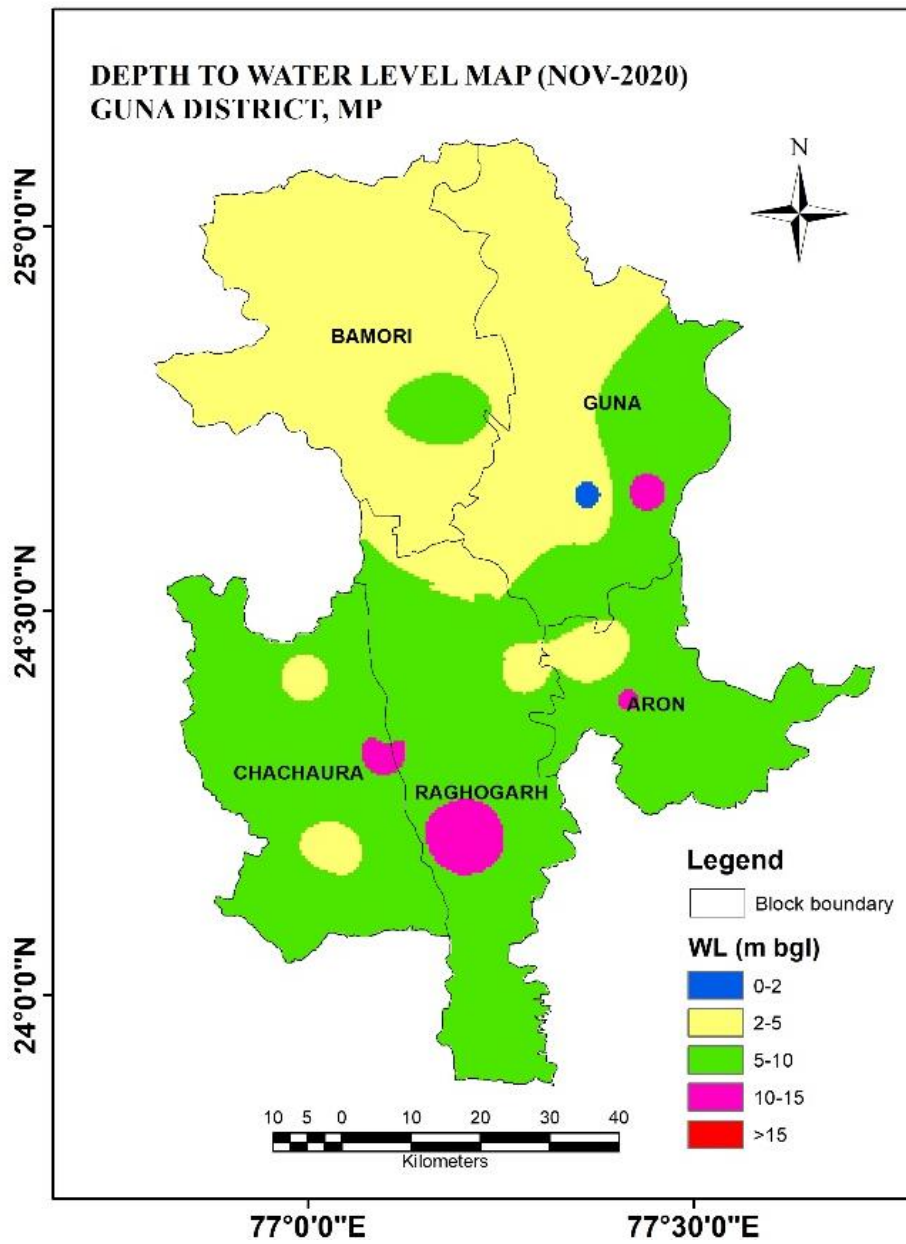 DEPTH TO WATER LEVEL MAP (NOV-2020)
GUNA DISTRICT, MP
N
25°0'0"N
24°30'0"N
24°0'0"N
BAMORI
GUNA
ARON
CHACHAURA
RAGHOGARH
Legend
Block boundary
WL (m bgl)
0-2
2-5
5-10
10-15
>15
10 5 0 10 20 30 40
Kilometers
77°0'0"E
77°30'0"E